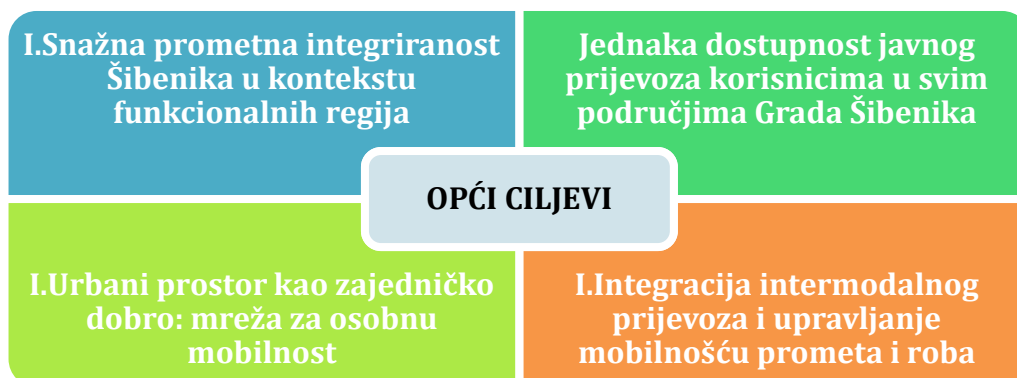 I.Snažna prometna integriranost
Šibenika u kontekstu
funkcionalnih regija
Jednaka dostupnost javnog
prijevoza korisnicima u svim
područjima Grada Šibenika
OPĆI CILJEVI
I.Urbani prostor kao zajedničko
dobro: mreža za osobnu
mobilnost
I.Integracija intermodalnog
prijevoza i upravljanje
mobilnošću prometa i roba